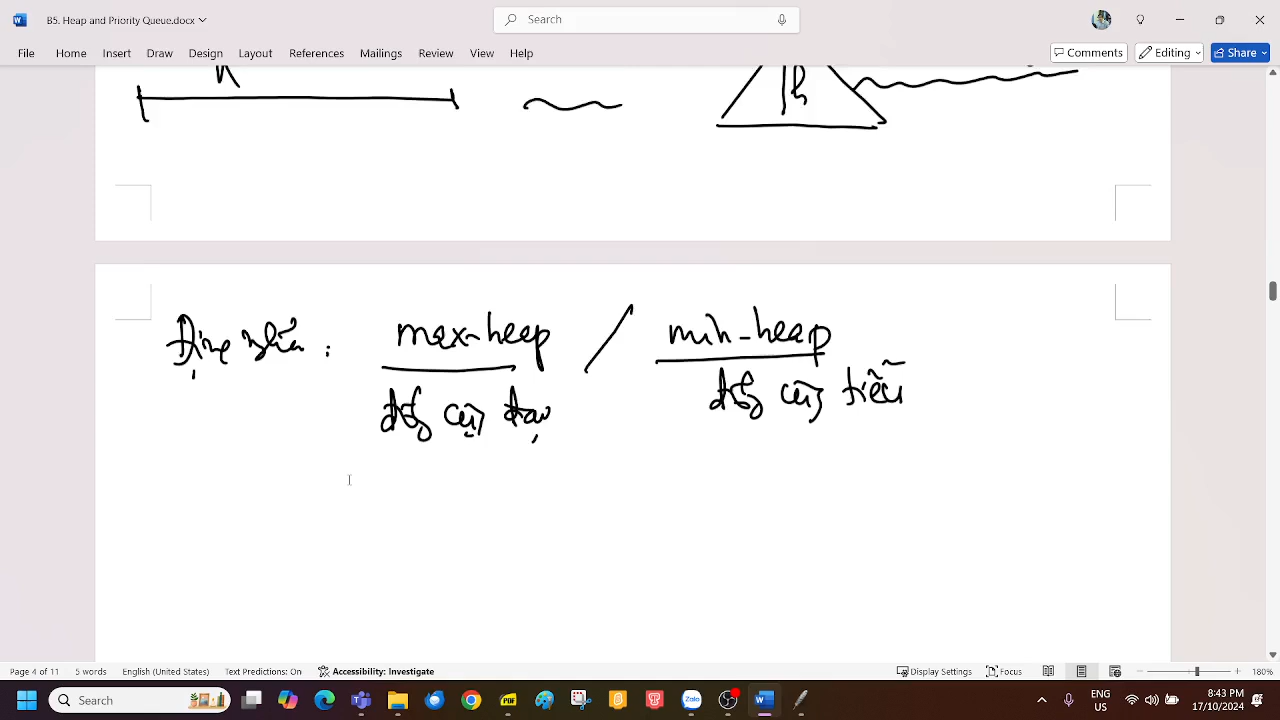 B5. Heap and Priority Queue.docx
Search
File Home Insert Draw Design Layout References Mailings Review View Help
Comments Editing Share
h
Định nghĩa : max-heap / min-heap
đống cực đại đống cực tiểu
Page 4 of 11 5 words English (United States) Text Predictions: On Accessibility: Investigate Display Settings Focus 180%
Search PDF Zalo ENG US 8:43 PM 17/10/2024